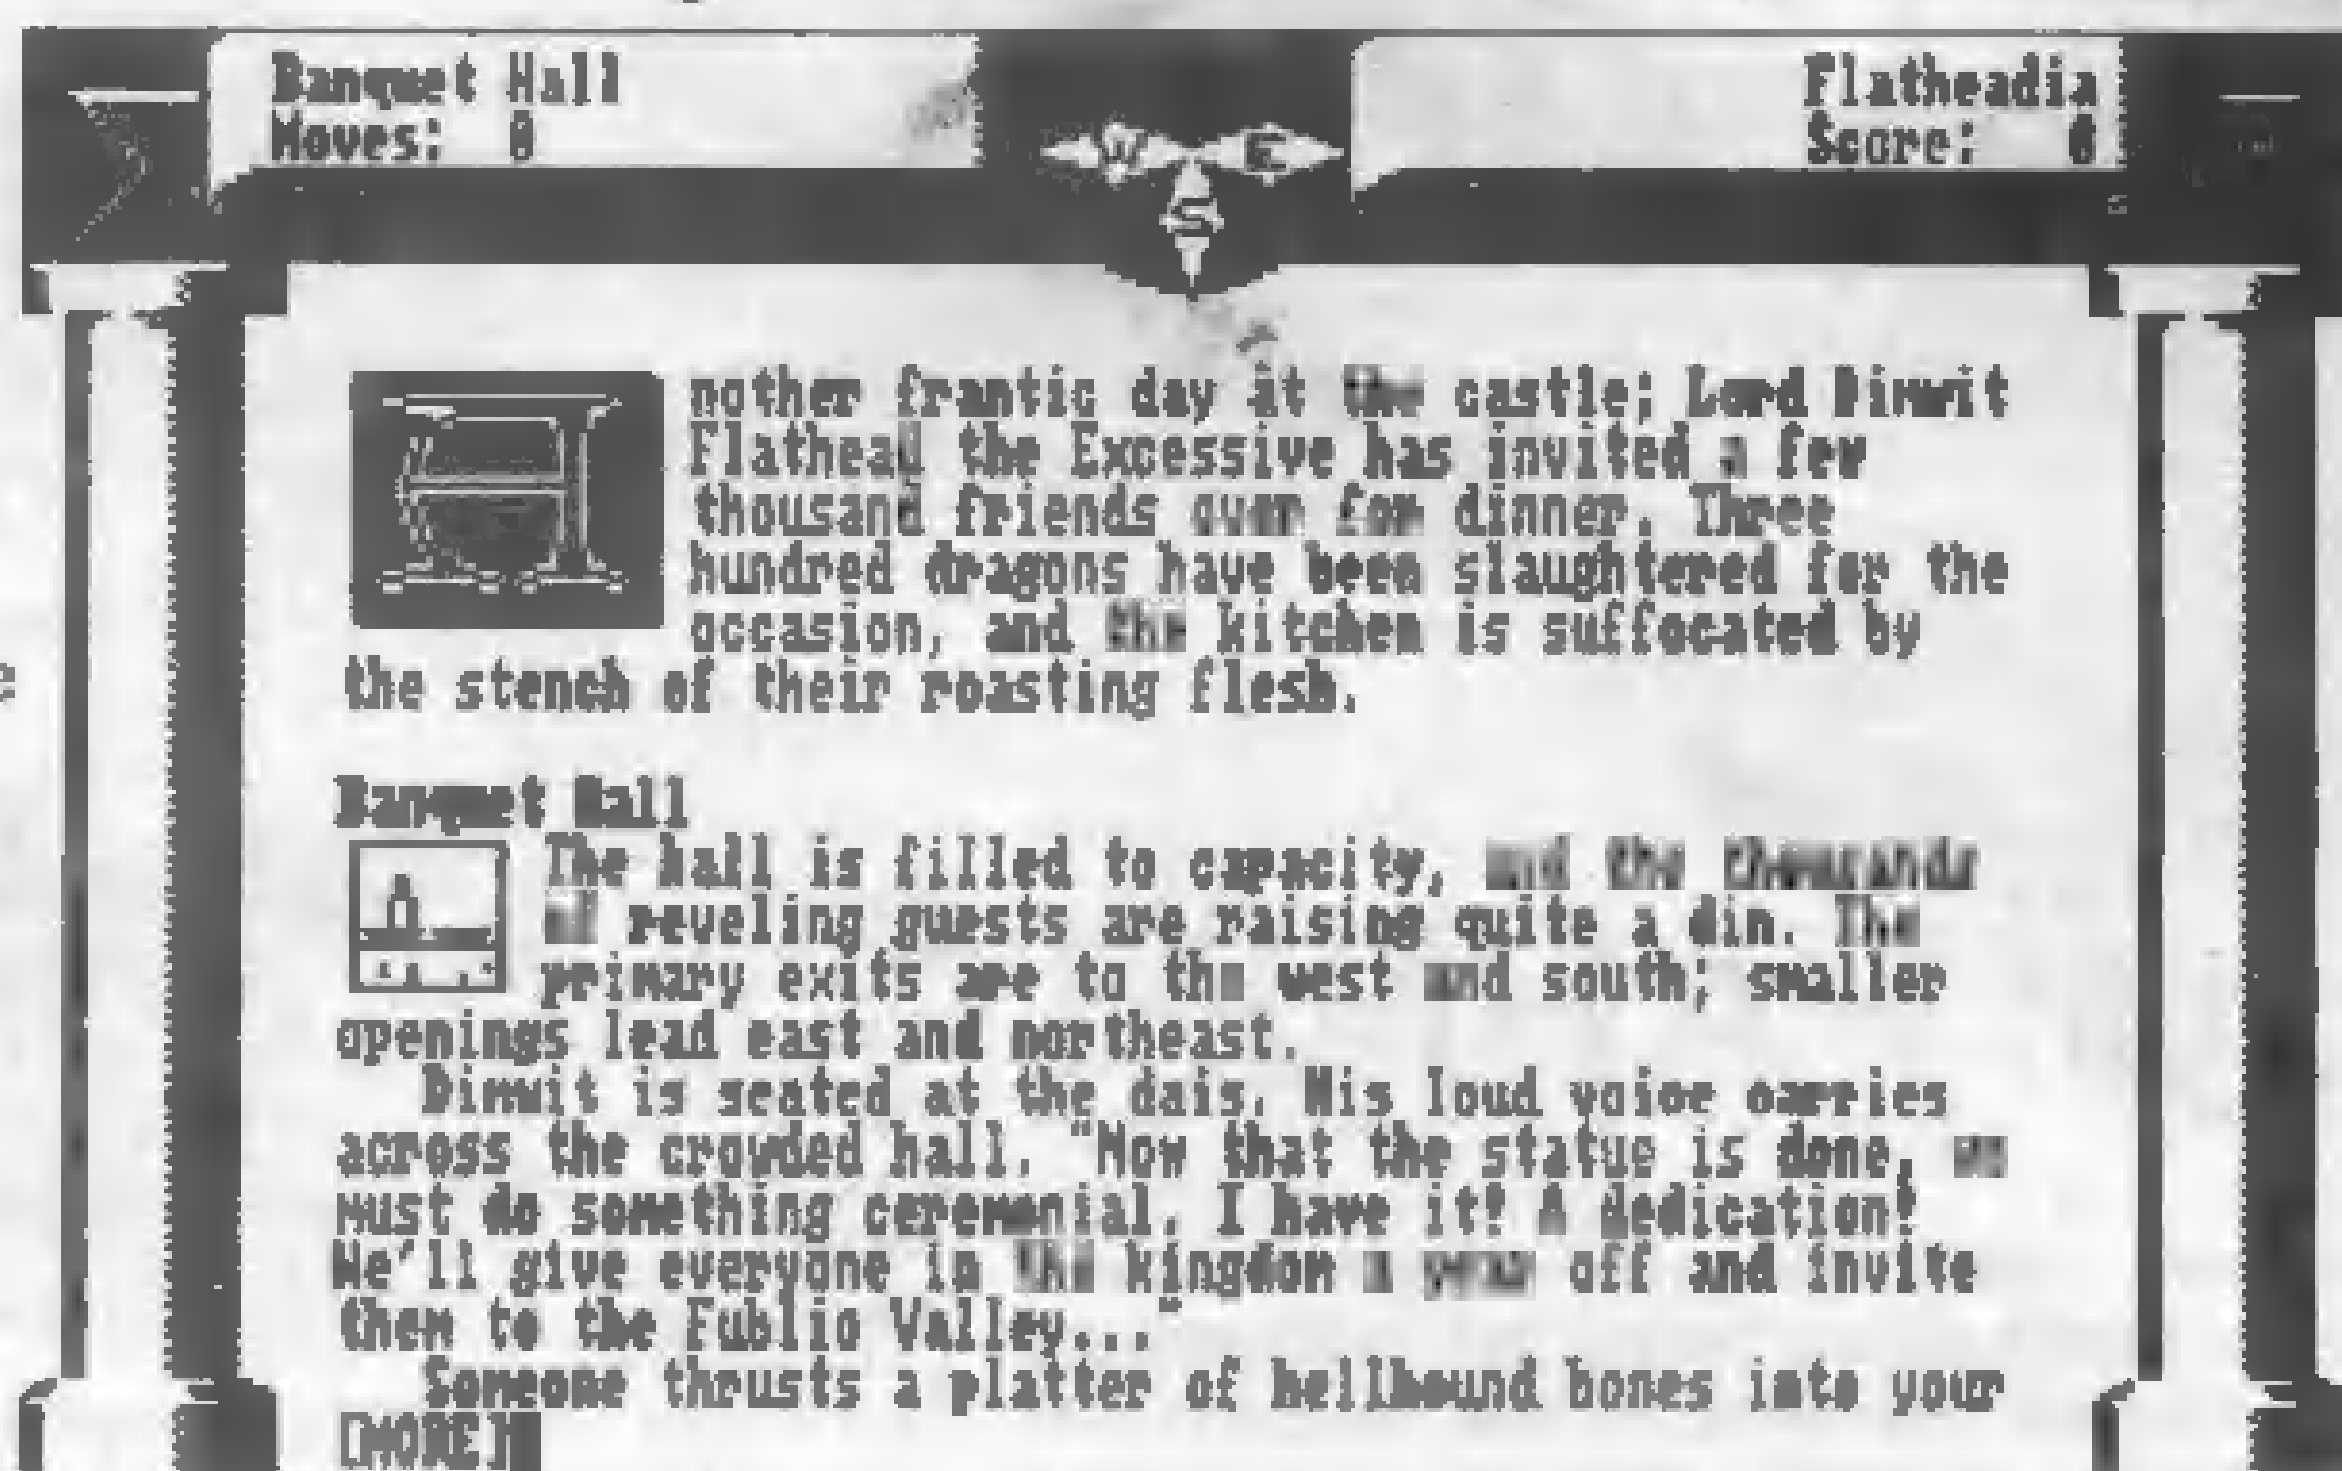 Banquet Hall
Flatheadia
Moves: 0
Score: 0
W E
S
Another frantic day at the castle; Lord Dimwit
Flathead the Excessive has invited a few
thousand friends over for dinner. Three
hundred dragons have been slaughtered for the
occasion, and the kitchen is suffocated by
the stench of their roasting flesh.
Banquet Hall
The hall is filled to capacity, and the thousands
of reveling guests are raising quite a din. The
primary exits are to the west and south; smaller
openings lead east and northeast.
Dimwit is seated at the dais. His loud voice carries
across the crowded hall. "Now that the statue is done, we
must do something ceremonial. I have it! A dedication!
We'll give everyone in the kingdom a year off and invite
them to the Fublio Valley..."
Someone thrusts a platter of hellhound bones into your
[MORE]